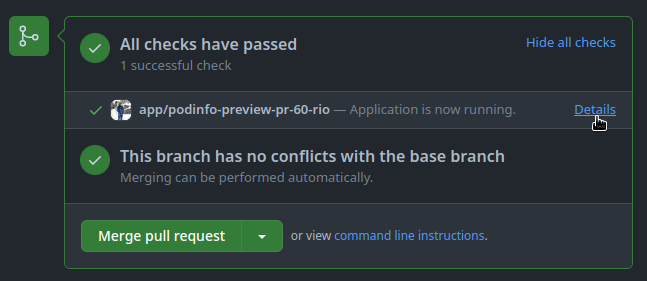 All checks have passed
Hide all checks
1 successful check
app/podinfo-preview-pr-60-rio — Application is now running.
Details
This branch has no conflicts with the base branch
Merging can be performed automatically.
Merge pull request
or view command line instructions.